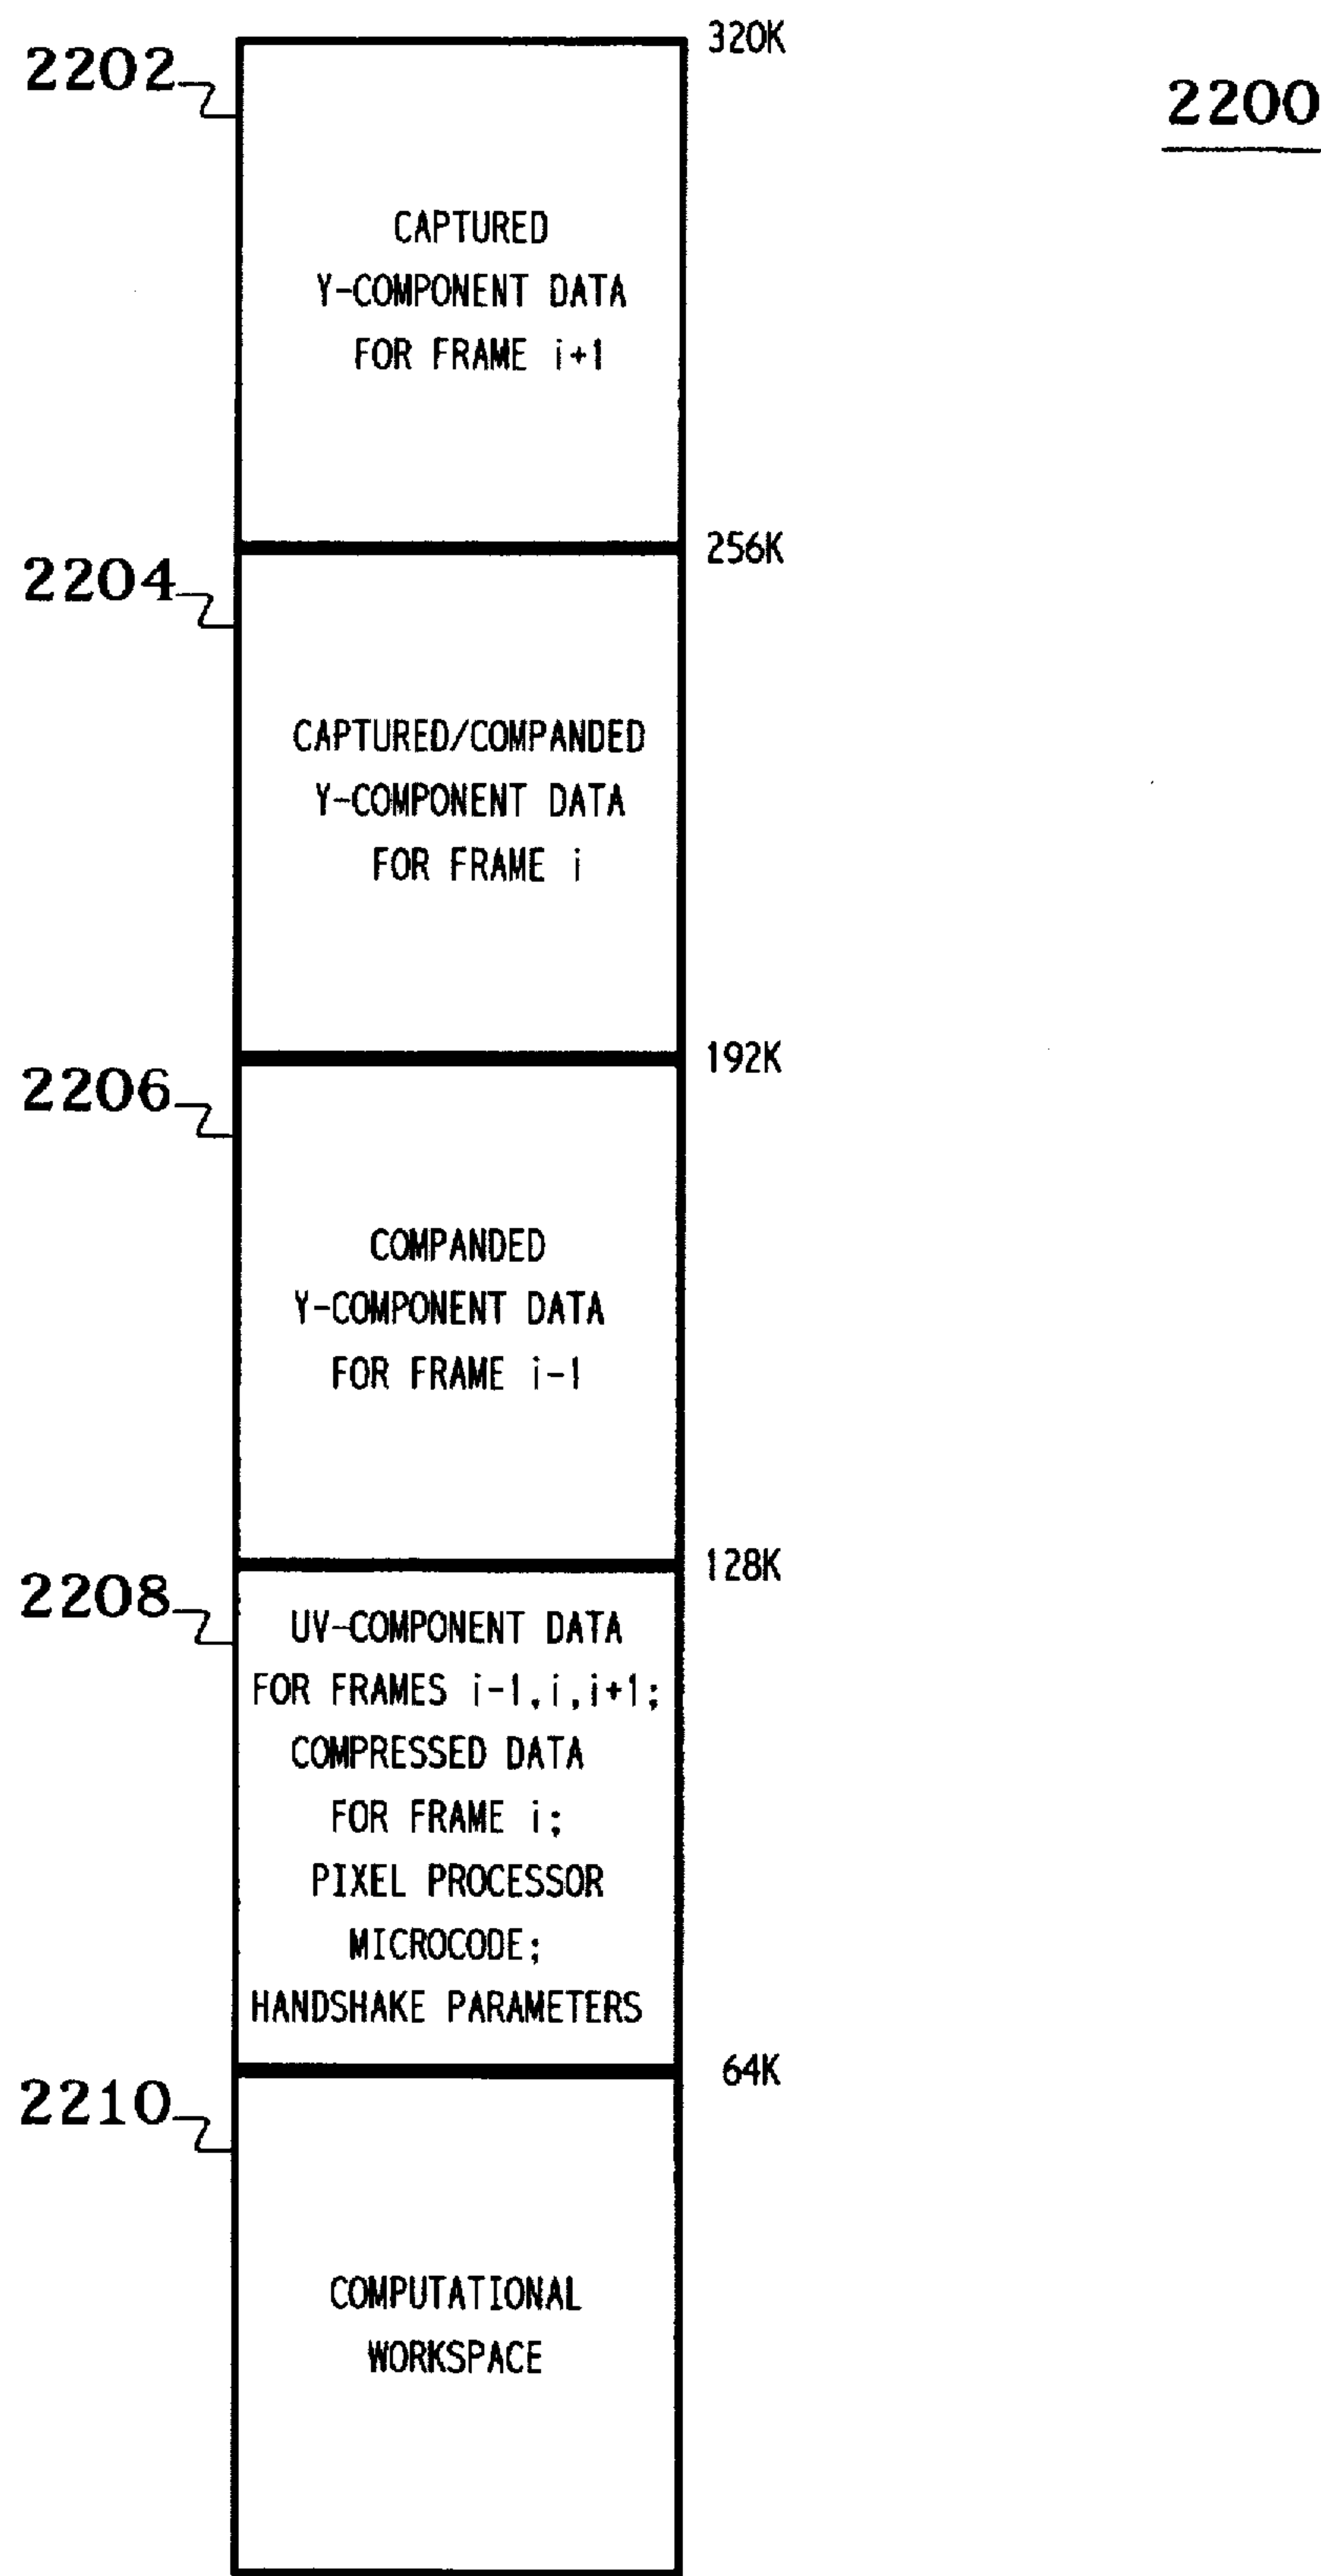 320K
2202
2200
CAPTURED
Y-COMPONENT DATA
FOR FRAME i+1
256K
2204
CAPTURED/COMPANDED
Y-COMPONENT DATA
FOR FRAME i
192K
2206
COMPANDED
Y-COMPONENT DATA
FOR FRAME i-1
128K
2208
UV-COMPONENT DATA
FOR FRAMES i-1,i,i+1;
COMPRESSED DATA
FOR FRAME i;
PIXEL PROCESSOR
MICROCODE;
HANDSHAKE PARAMETERS
64K
2210
COMPUTATIONAL
WORKSPACE